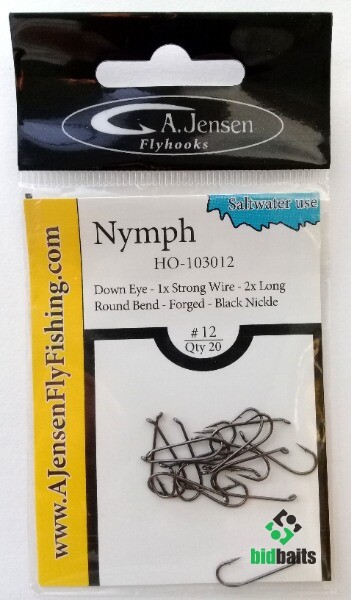 A.Jensen
Flyhooks
Saltwater use
Nymph
HO-103012
Down Eye - 1x Strong Wire - 2x Long
Round Bend - Forged - Black Nickle
# 12
Qty 20
www.AJensenFlyFishing.com
bidbaits